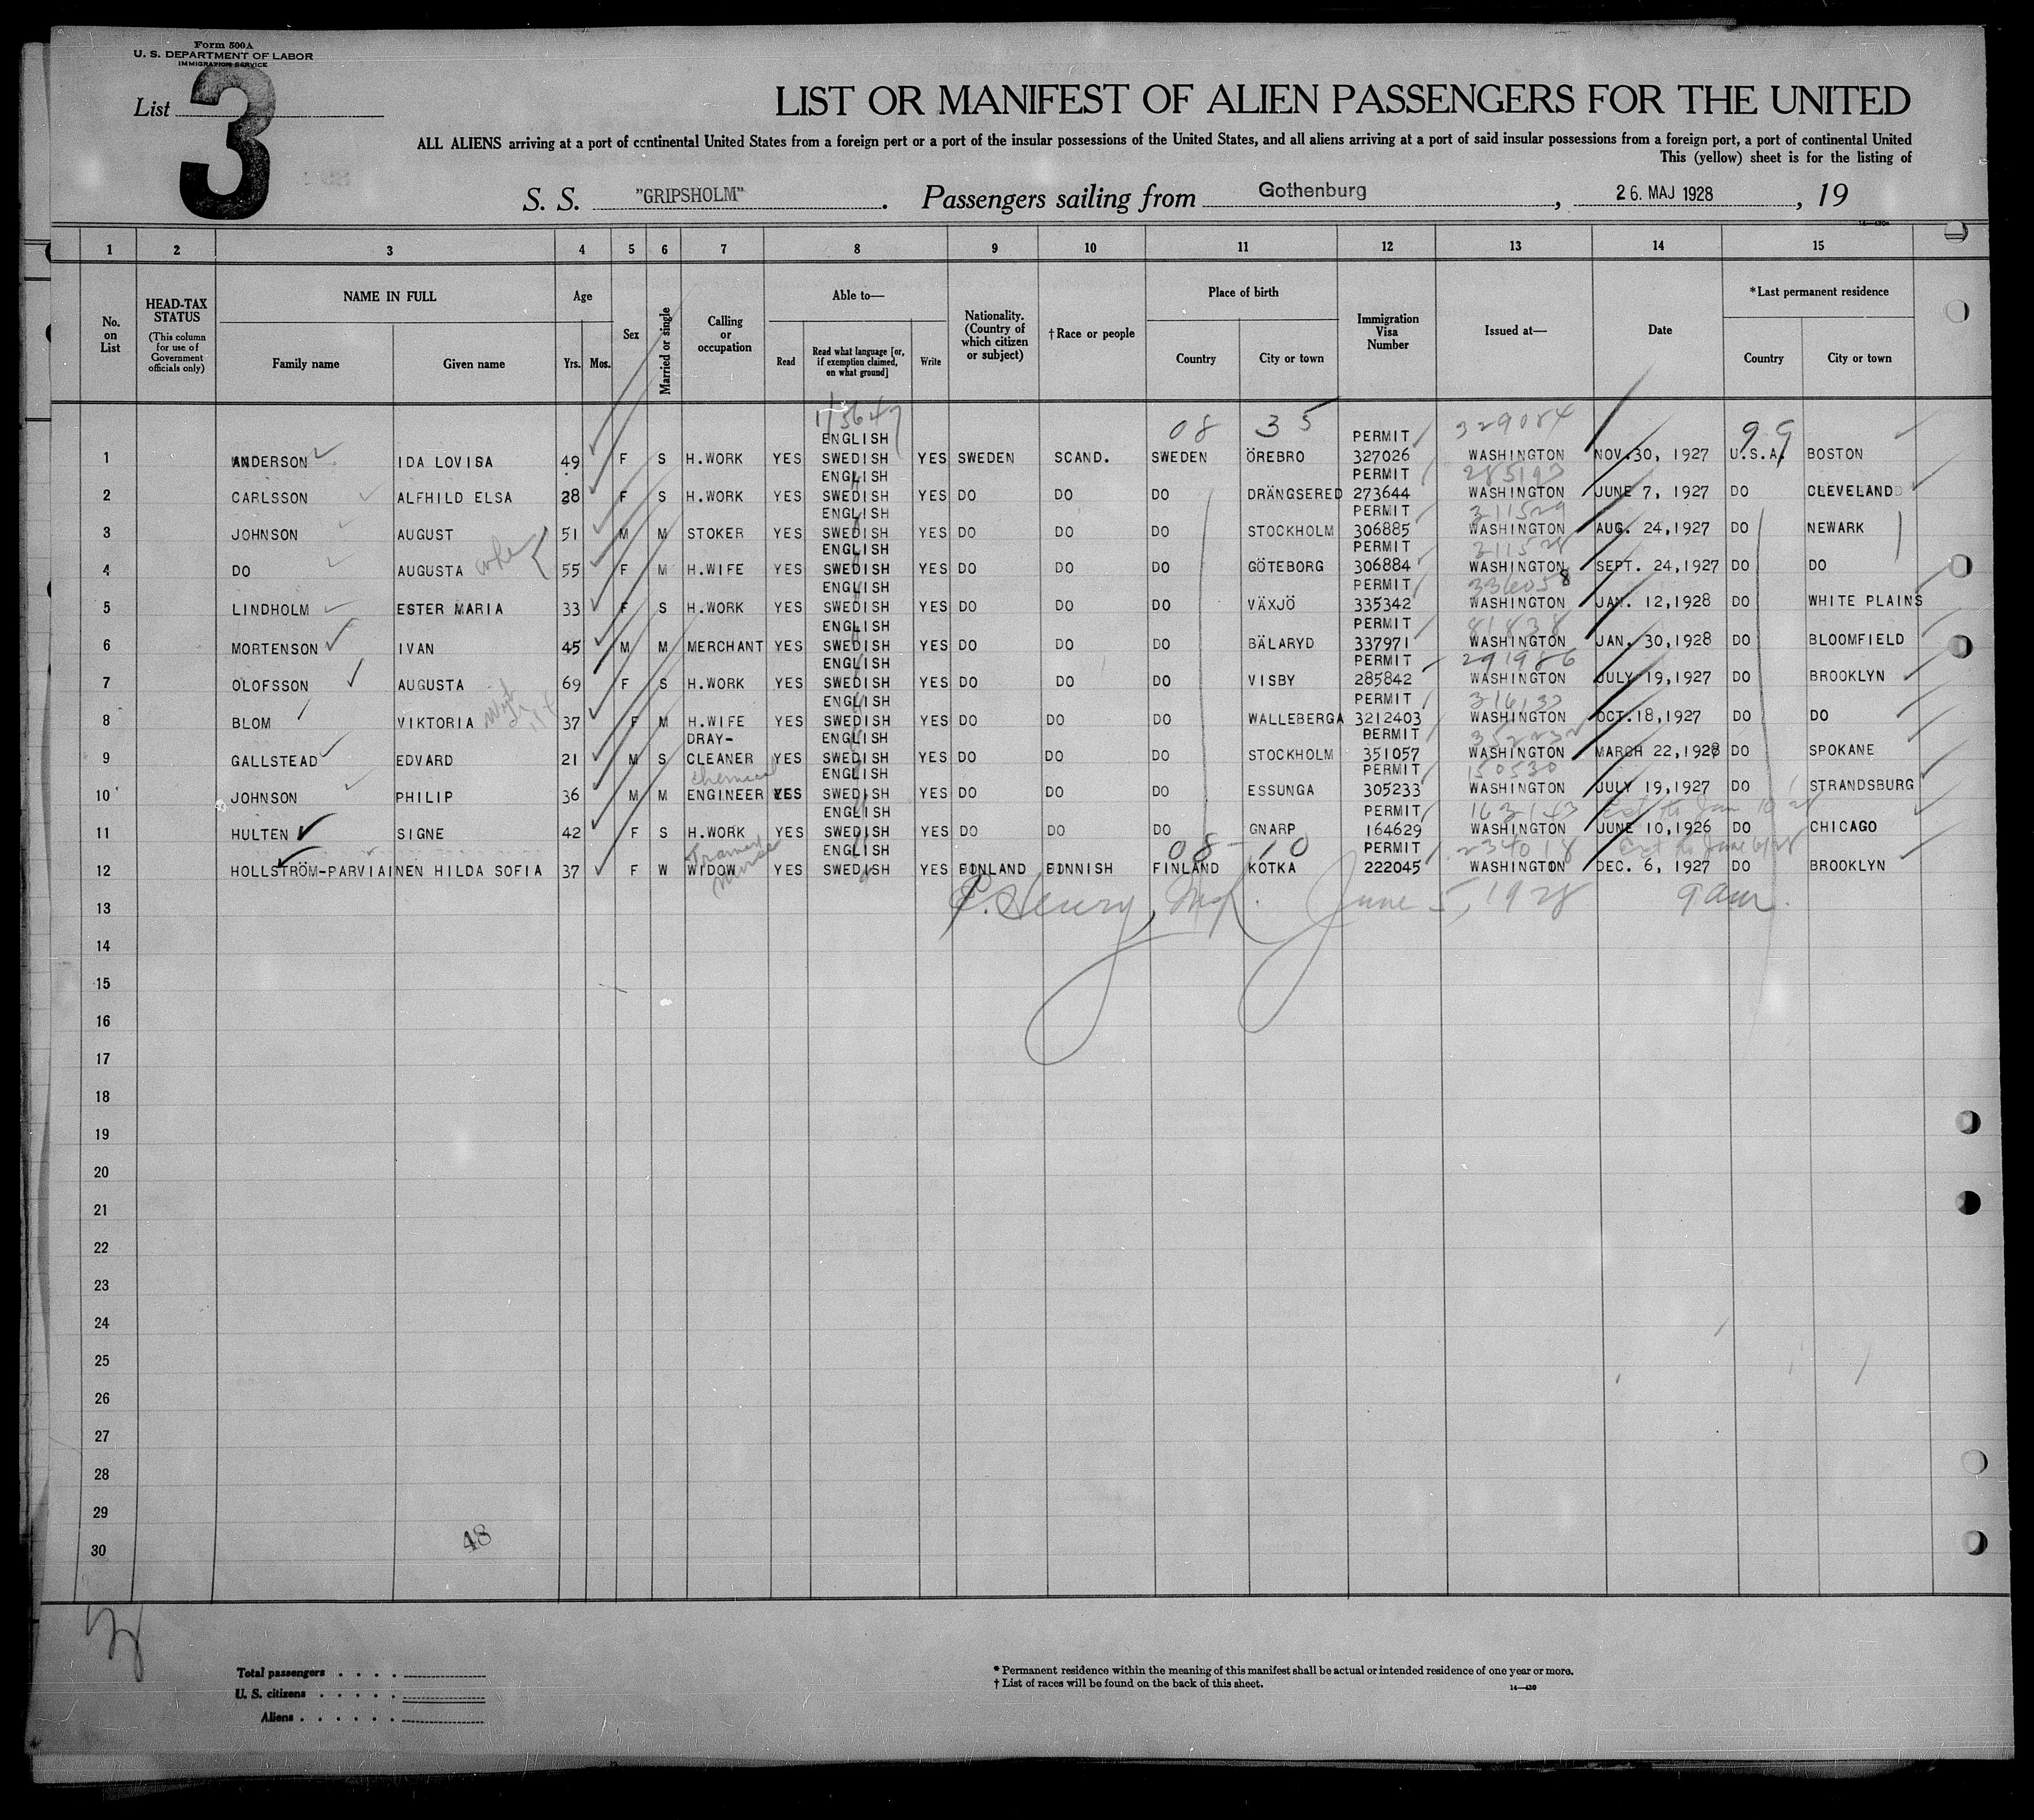 Form 500A
U. S. DEPARTMENT OF LABOR
IMMIGRATION SERVICE
List 3
LIST OR MANIFEST OF ALIEN PASSENGERS FOR THE UNITED
ALL ALIENS arriving at a port of continental United States from a foreign port or a port of the insular possessions of the United States, and all aliens arriving at a port of said insular possessions from a foreign port, a port of continental United
This (yellow) sheet is for the listing of
S. S. "GRIPSHOLM". Passengers sailing from Gothenburg, 26. MAJ 1928, 19
14—430
1 2 3 4 5 6 7 8 9 10 11 12 13 14 15
No. on List
HEAD-TAX STATUS (This column for use of Government officials only)
NAME IN FULL
Family name Given name
Age
Yrs. Mos.
Sex
Married or single
Calling or occupation
Able to—
Read Read what language [or, if exemption claimed, on what ground] Write
Nationality. (Country of which citizen or subject)
†Race or people
Place of birth
Country City or town
Immigration Visa Number
Issued at—
Date
*Last permanent residence
Country City or town
08 35 329084 99
ENGLISH PERMIT
1 ANDERSON IDA LOVISA 49 F S H.WORK YES SWEDISH YES SWEDEN SCAND. SWEDEN ÖREBRO 327026 WASHINGTON NOV.30, 1927 U.S.A. BOSTON
ENGLISH PERMIT 285193
2 CARLSSON ALFHILD ELSA 28 F S H.WORK YES SWEDISH YES DO DO DO DRÄNGSERED 273644 WASHINGTON JUNE 7, 1927 DO CLEVELAND
ENGLISH PERMIT 311529
3 JOHNSON AUGUST 51 M M STOKER YES SWEDISH YES DO DO DO STOCKHOLM 306885 WASHINGTON AUG. 24,1927 DO NEWARK
ENGLISH PERMIT 311528
4 DO AUGUSTA 55 F M H.WIFE YES SWEDISH YES DO DO DO GÖTEBORG 306884 WASHINGTON SEPT. 24,1927 DO DO
ENGLISH PERMIT 336058
5 LINDHOLM ESTER MARIA 33 F S H.WORK YES SWEDISH YES DO DO DO VÄXJÖ 335342 WASHINGTON JAN. 12,1928 DO WHITE PLAINS
ENGLISH PERMIT 81838
6 MORTENSON IVAN 45 M M MERCHANT YES SWEDISH YES DO DO DO BÄLARYD 337971 WASHINGTON JAN. 30,1928 DO BLOOMFIELD
ENGLISH PERMIT 291986
7 OLOFSSON AUGUSTA 69 F S H.WORK YES SWEDISH YES DO DO DO VISBY 285842 WASHINGTON JULY 19,1927 DO BROOKLYN
ENGLISH PERMIT
8 BLOM VIKTORIA 37 F M H.WIFE YES SWEDISH YES DO DO DO WALLEBERGA 3212403 WASHINGTON OCT.18,1927 DO DO
DRAY- ENGLISH PERMIT
9 GALLSTEAD EDVARD 21 M S CLEANER YES SWEDISH YES DO DO DO STOCKHOLM 351057 WASHINGTON MARCH 22,1928 DO SPOKANE
chemical ENGLISH PERMIT 150530
10 JOHNSON PHILIP 36 M M ENGINEER YES SWEDISH YES DO DO DO ESSUNGA 305233 WASHINGTON JULY 19,1927 DO STRANDSBURG
ENGLISH PERMIT
11 HULTEN SIGNE 42 F S H.WORK YES SWEDISH YES DO DO DO GNARP 164629 WASHINGTON JUNE 10,1926 DO CHICAGO
Trained Nurse ENGLISH 08-10 PERMIT 234018
12 HOLLSTRÖM-PARVIAINEN HILDA SOFIA 37 F W WIDOW YES SWEDISH YES FINLAND FINNISH FINLAND KOTKA 222045 WASHINGTON DEC. 6, 1927 DO BROOKLYN
13 June 5, 1928 9 am.
14
15
16
17
18
19
20
21
22
23
24
25
26
27
28
29
30
48
Total passengers
U. S. citizens
Aliens
* Permanent residence within the meaning of this manifest shall be actual or intended residence of one year or more.
† List of races will be found on the back of this sheet.
14—430